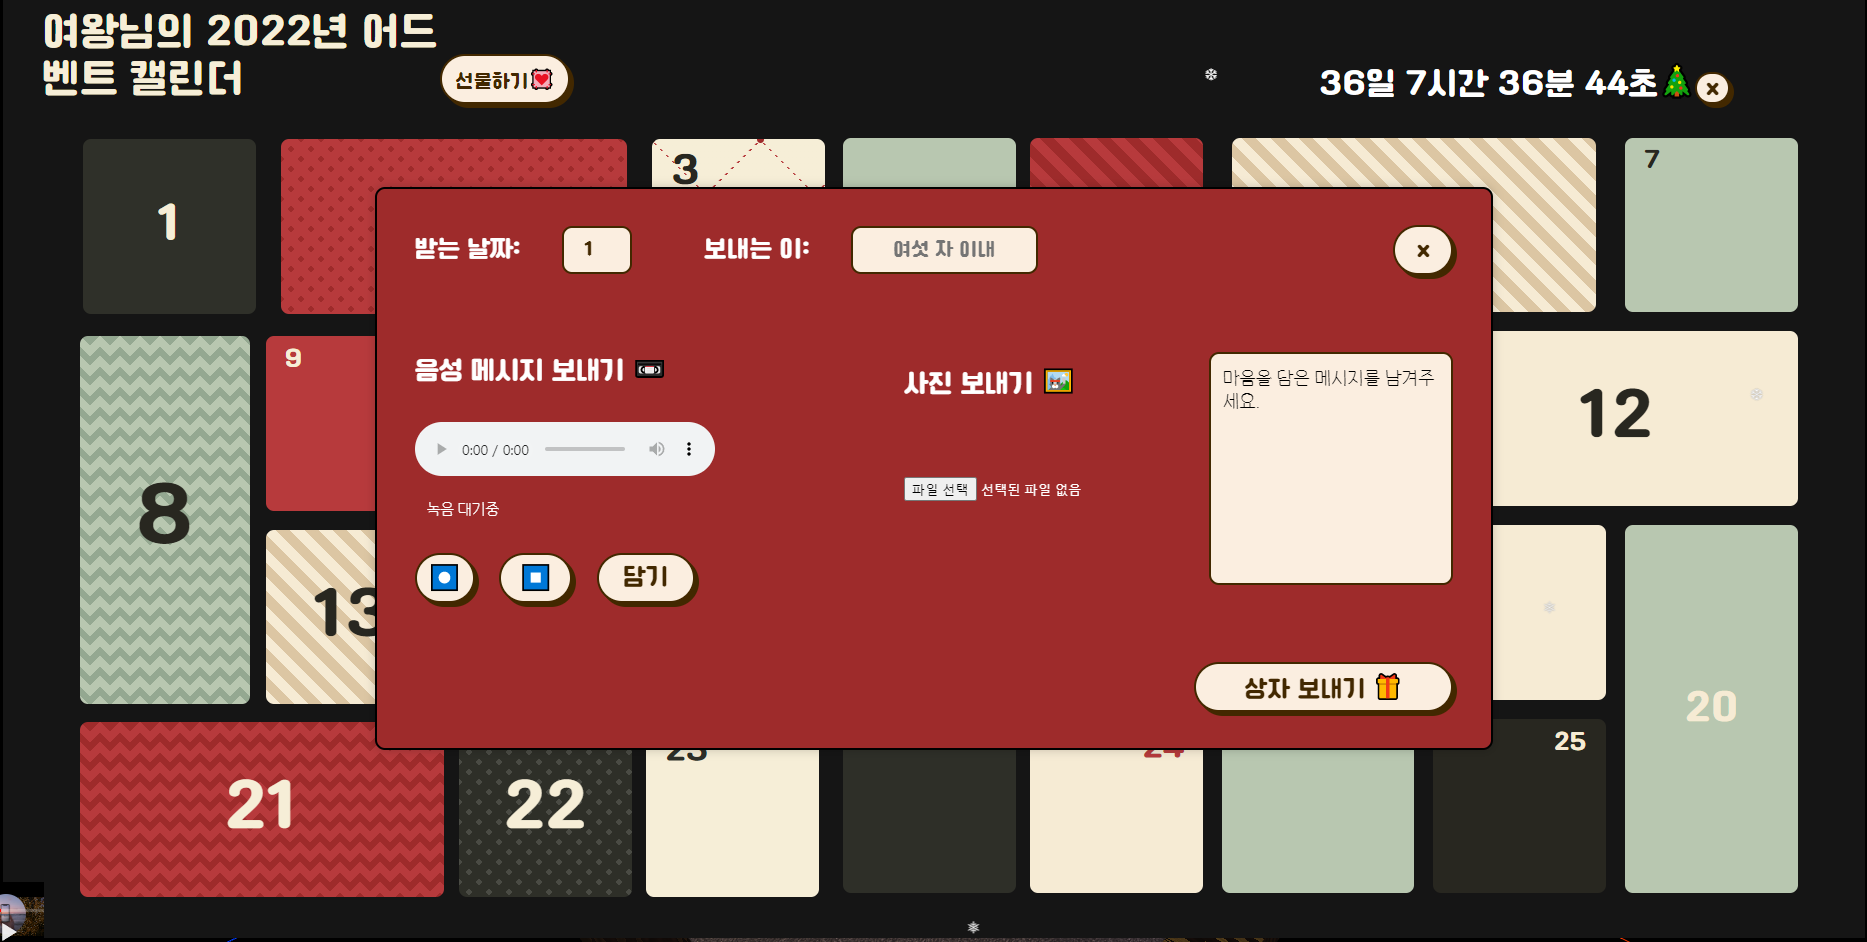 여왕님의 2022년 어드
벤트 캘린더
선물하기💟
36일 7시간 36분 44초🎄
x
1
3
7
받는 날짜: 1
보내는 이: 여섯 자 이내
x
8
9
음성 메시지 보내기 📼
0:00 / 0:00
녹음 대기중
담기
사진 보내기 🖼️
파일 선택 선택된 파일 없음
마음을 담은 메시지를 남겨주
세요.
상자 보내기 🎁
12
13
20
21
22
23
24
25